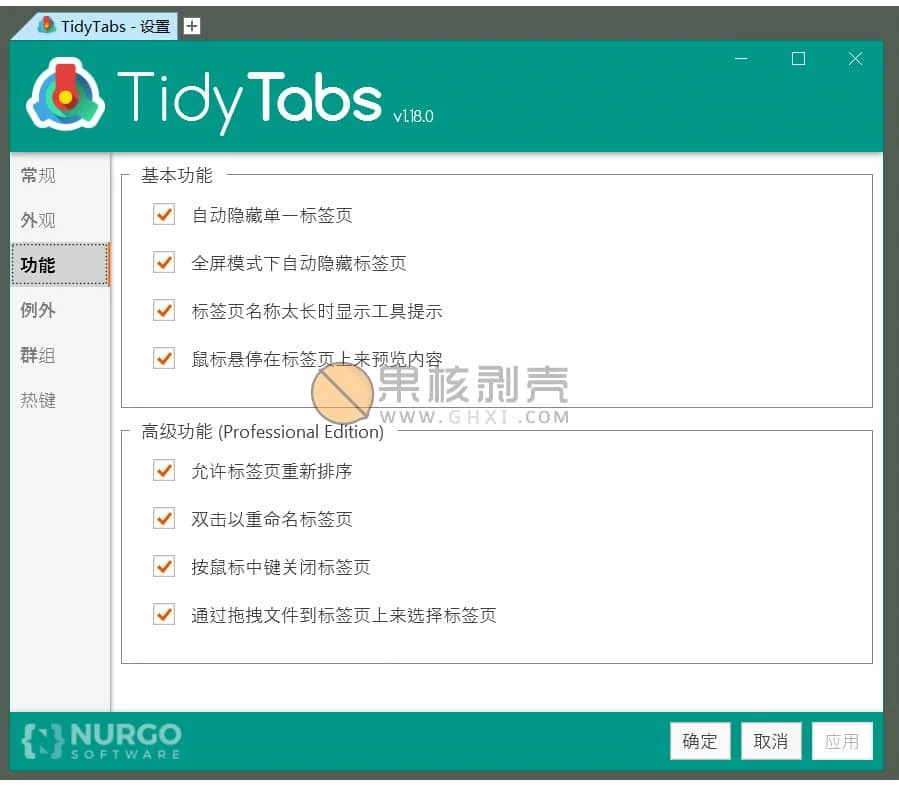 TidyTabs - 设置
TidyTabs v1.18.0
常规
外观
功能
例外
群组
热键
基本功能
自动隐藏单一标签页
全屏模式下自动隐藏标签页
标签页名称太长时显示工具提示
鼠标悬停在标签页上来预览内容
果核剥壳
WWW.GHXI.COM
高级功能 (Professional Edition)
允许标签页重新排序
双击以重命名标签页
按鼠标中键关闭标签页
通过拖拽文件到标签页上来选择标签页
NURGO
SOFTWARE
确定
取消
应用